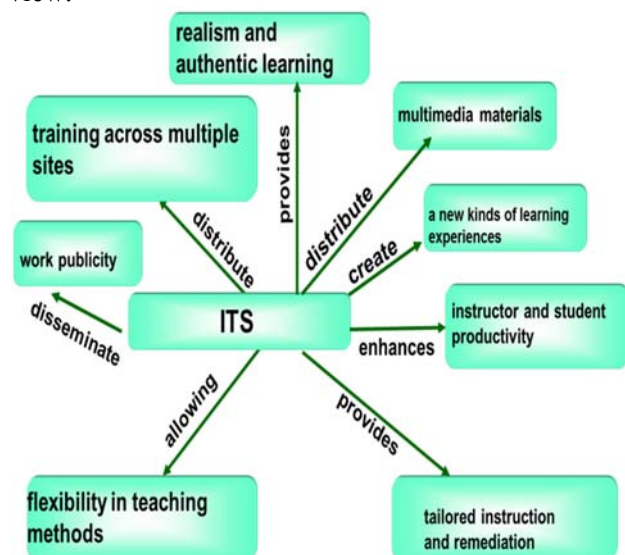 realism and
authentic learning
training across multiple
sites
multimedia materials
provides
distribute
distribute
create
a new kinds of learning
experiences
work publicity
disseminate
ITS
enhances
instructor and student
productivity
allowing
provides
flexibility in teaching
methods
tailored instruction
and remediation